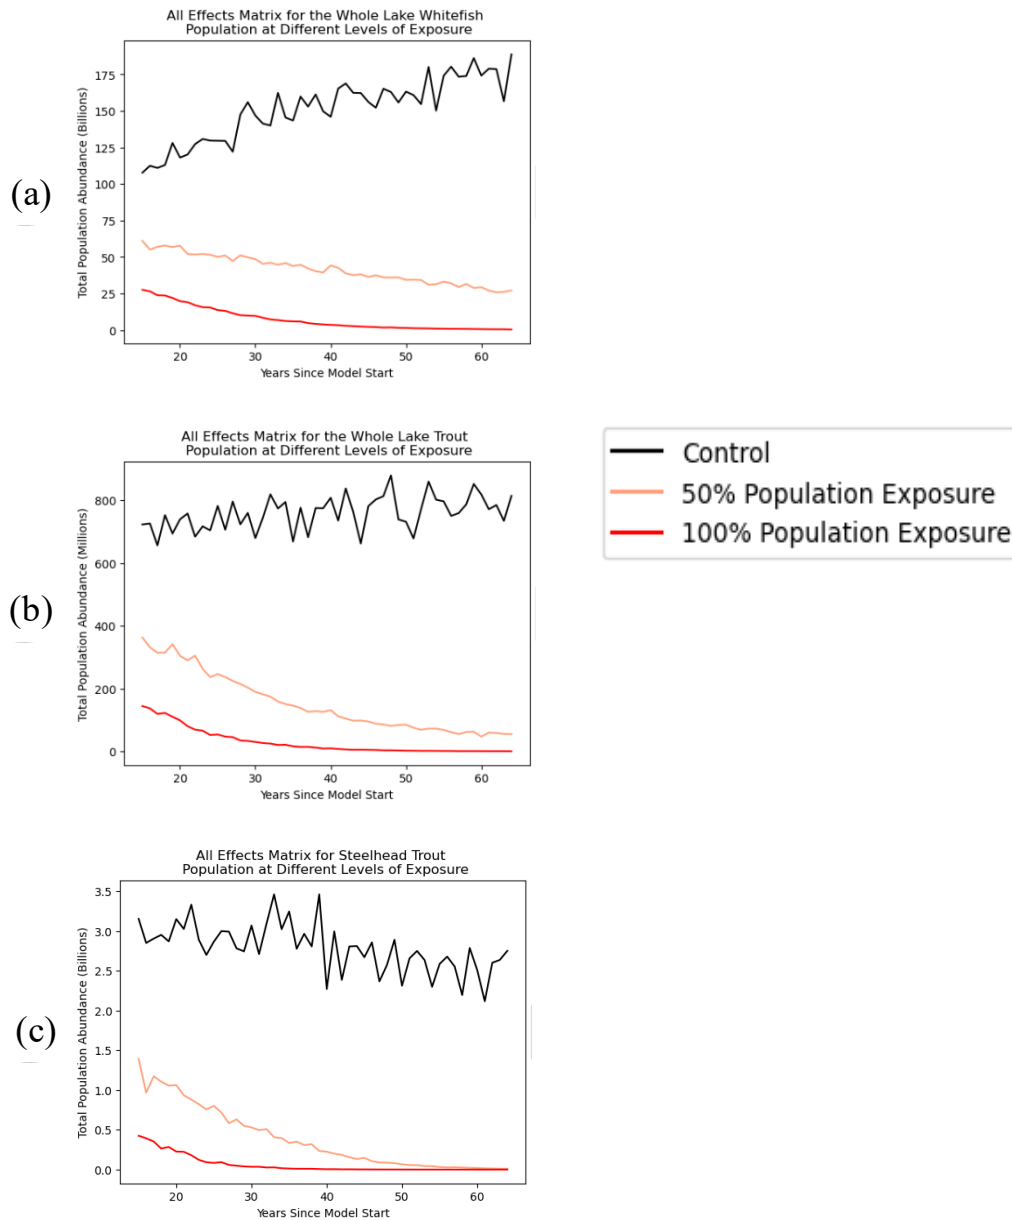 All Effects Matrix for the Whole Lake Whitefish
Population at Different Levels of Exposure
175
150
125
100
75
50
25
0
Total Population Abundance (Billions)
20 30 40 50 60
Years Since Model Start
(a)
All Effects Matrix for the Whole Lake Trout
Population at Different Levels of Exposure
800
600
400
200
0
Total Population Abundance (Millions)
20 30 40 50 60
Years Since Model Start
(b)
Control
50% Population Exposure
100% Population Exposure
All Effects Matrix for Steelhead Trout
Population at Different Levels of Exposure
3.5
3.0
2.5
2.0
1.5
1.0
0.5
0.0
Total Population Abundance (Billions)
20 30 40 50 60
Years Since Model Start
(c)